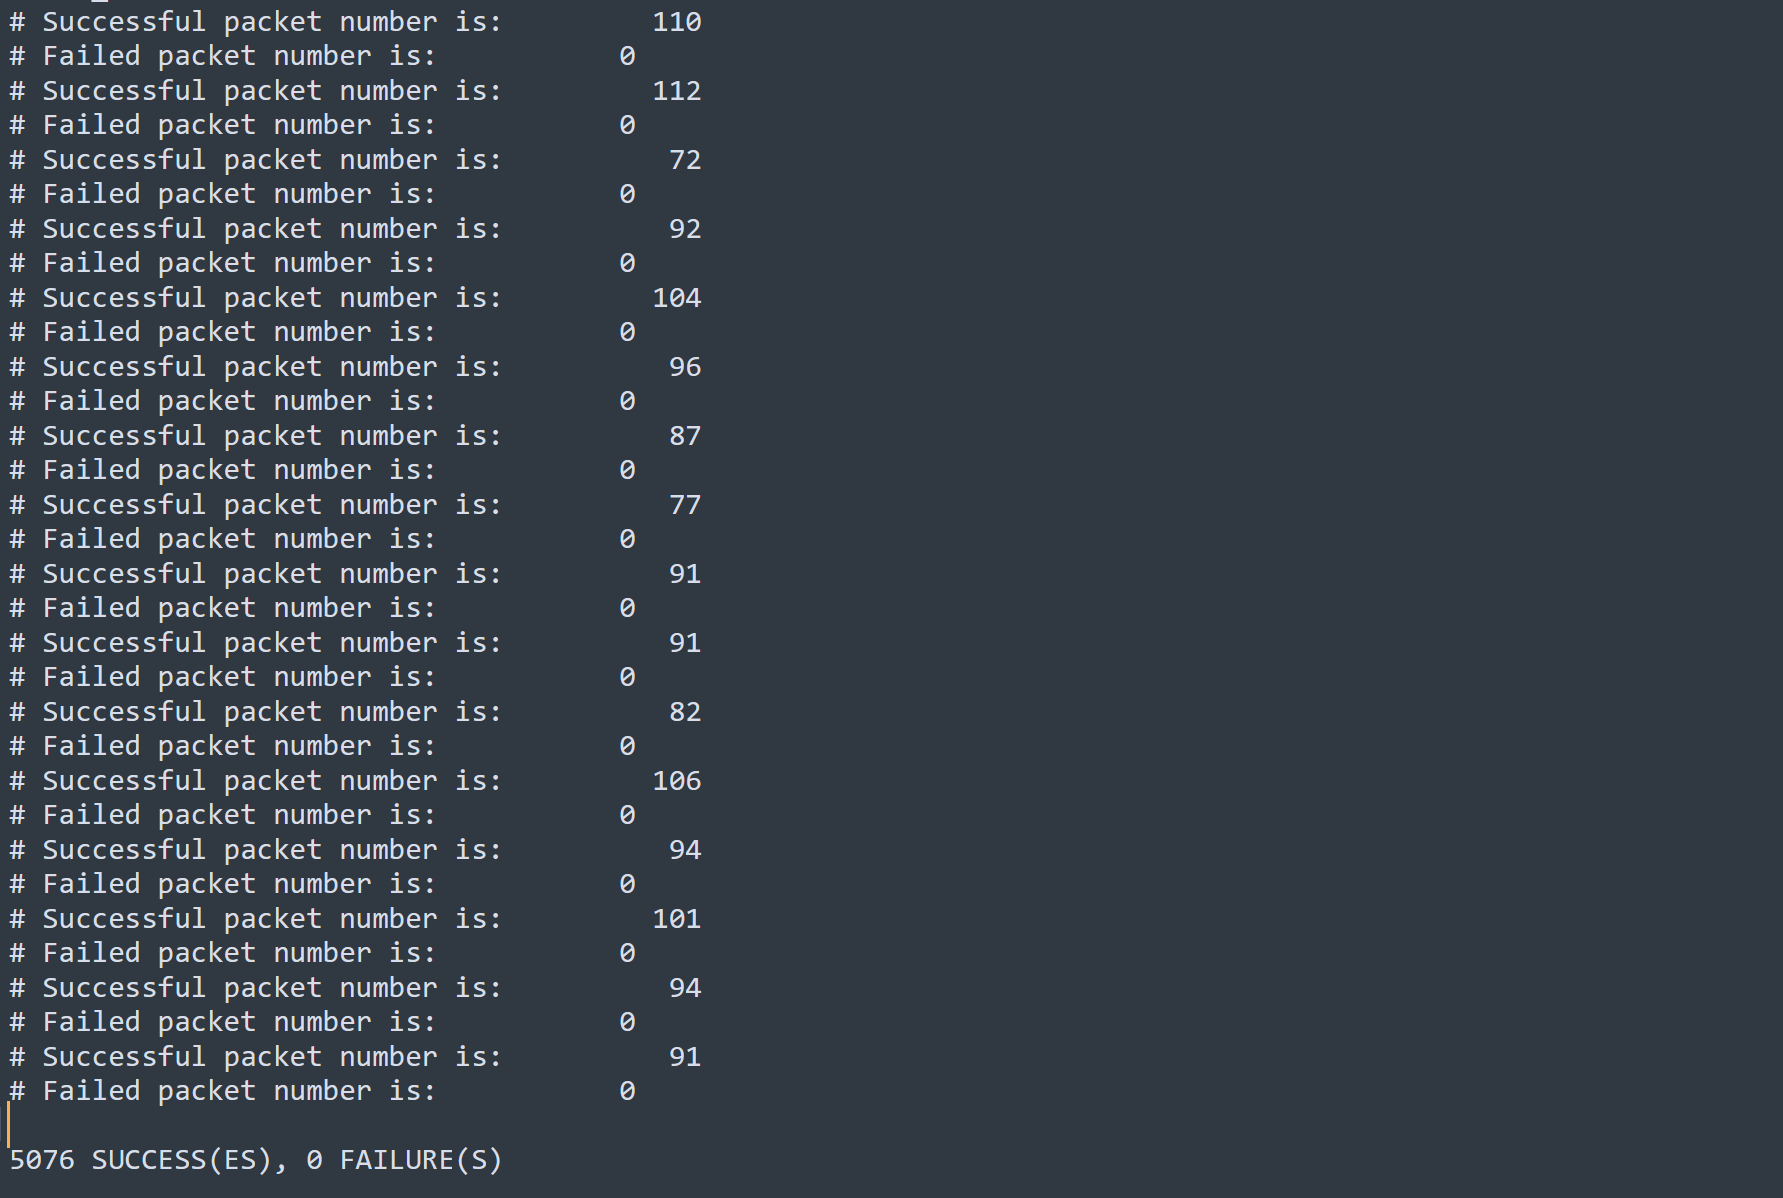 # Successful packet number is:         110
# Failed packet number is:           0
# Successful packet number is:         112
# Failed packet number is:           0
# Successful packet number is:          72
# Failed packet number is:           0
# Successful packet number is:          92
# Failed packet number is:           0
# Successful packet number is:         104
# Failed packet number is:           0
# Successful packet number is:          96
# Failed packet number is:           0
# Successful packet number is:          87
# Failed packet number is:           0
# Successful packet number is:          77
# Failed packet number is:           0
# Successful packet number is:          91
# Failed packet number is:           0
# Successful packet number is:          91
# Failed packet number is:           0
# Successful packet number is:          82
# Failed packet number is:           0
# Successful packet number is:         106
# Failed packet number is:           0
# Successful packet number is:          94
# Failed packet number is:           0
# Successful packet number is:         101
# Failed packet number is:           0
# Successful packet number is:          94
# Failed packet number is:           0
# Successful packet number is:          91
# Failed packet number is:           0
5076 SUCCESS(ES), 0 FAILURE(S)